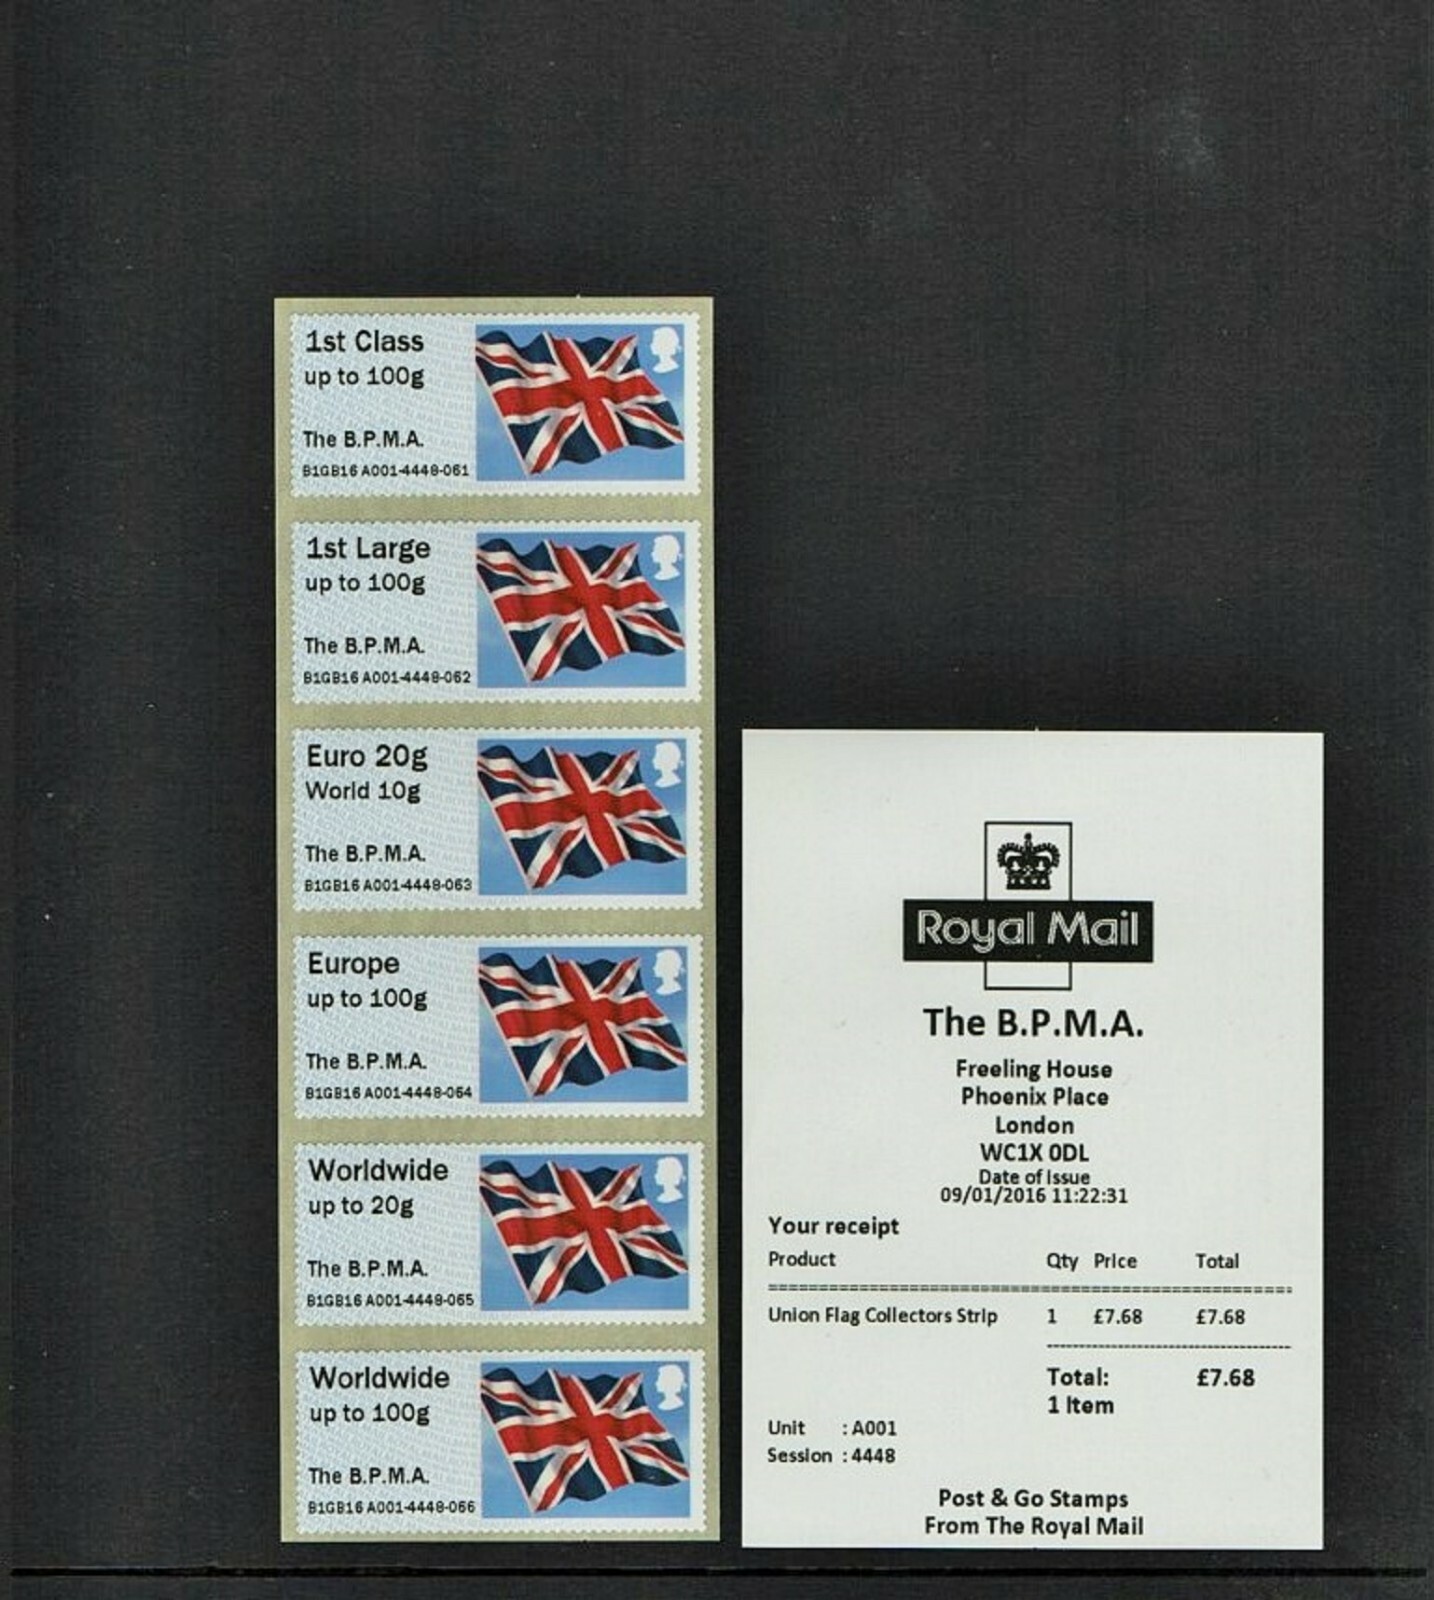 1st Class
up to 100g
The B.P.M.A.
B1GB16 A001-4448-061
1st Large
up to 100g
The B.P.M.A.
B1GB16 A001-4448-062
Euro 20g
World 10g
The B.P.M.A.
B1GB16 A001-4448-063
Europe
up to 100g
The B.P.M.A.
B1GB16 A001-4448-064
Worldwide
up to 20g
The B.P.M.A.
B1GB16 A001-4448-065
Worldwide
up to 100g
The B.P.M.A.
B1GB16 A001-4448-066
Royal Mail
The B.P.M.A.
Freeling House
Phoenix Place
London
WC1X 0DL
Date of Issue
09/01/2016 11:22:31
Your receipt
Product Qty Price Total
Union Flag Collectors Strip 1 £7.68 £7.68
Total: £7.68
1 Item
Unit : A001
Session : 4448
Post & Go Stamps
From The Royal Mail